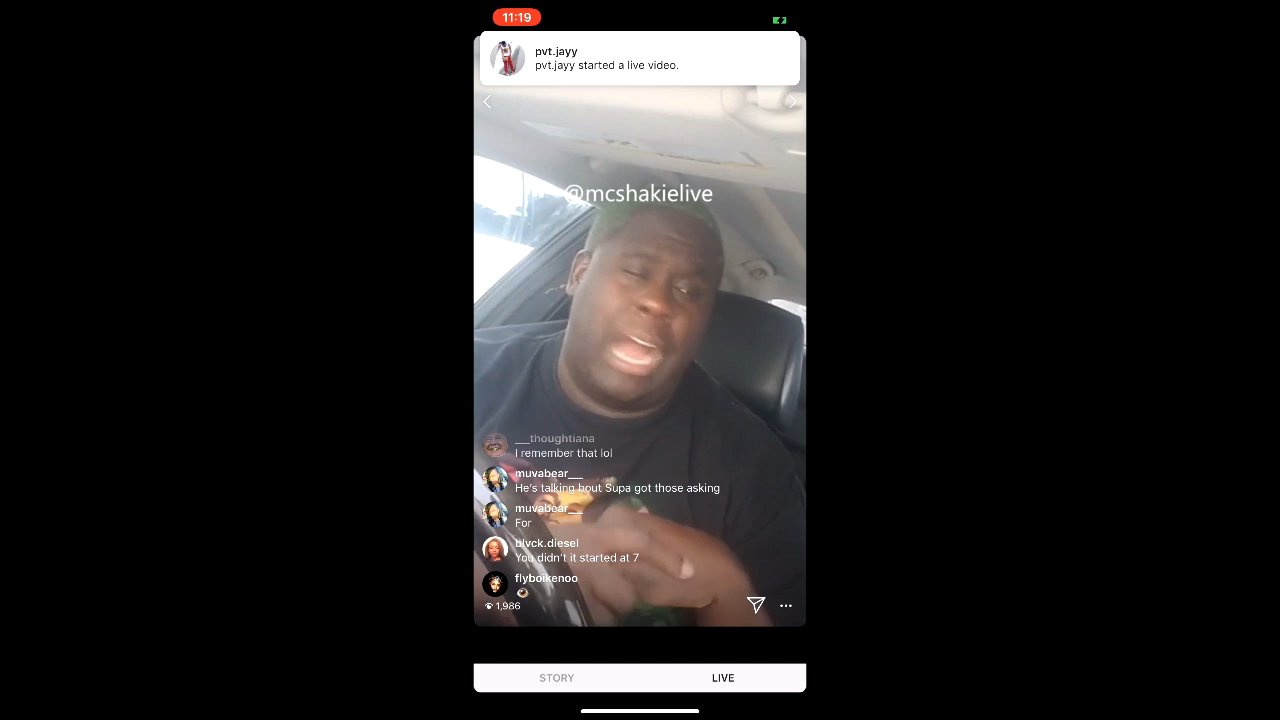 11:19
pvt.jayy
pvt.jayy started a live video.
@mcshakielive
___thoughtiana
I remember that lol
muvabear___
He's talking bout Supa got those asking
muvabear___
For
blvck.diesel
You didn't it started at 7
flyboikenoo
👁
1,986
STORY LIVE